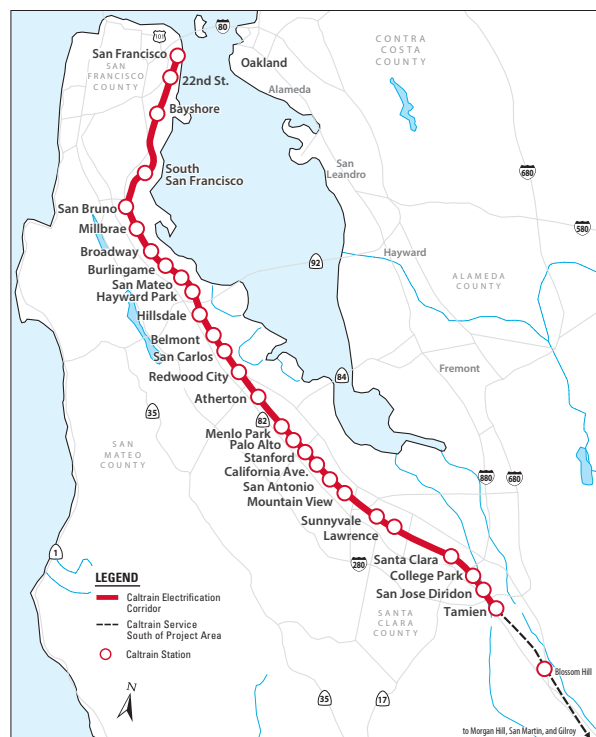 80
101
San Francisco
SAN
FRANCISCO
COUNTY
CONTRA
COSTA
COUNTY
Oakland
22nd St.
Alameda
Bayshore
South
San Francisco
San
Leandro
680
San Bruno
580
Millbrae
Broadway
92
Hayward
Burlingame
San Mateo
ALAMEDA
COUNTY
Hayward Park
Hillsdale
Belmont
San Carlos
Redwood City
84
Fremont
Atherton
35
82
Menlo Park
SAN
MATEO
COUNTY
Palo Alto
Stanford
California Ave.
880
680
San Antonio
Mountain View
Sunnyvale
Lawrence
1
280
Santa Clara
College Park
San Jose Diridon
Tamien
SANTA
CLARA
COUNTY
LEGEND
Caltrain Electrification
Corridor
Caltrain Service
South of Project Area
Caltrain Station
Blossom Hill
N
35
17
to Morgan Hill, San Martin, and Gilroy